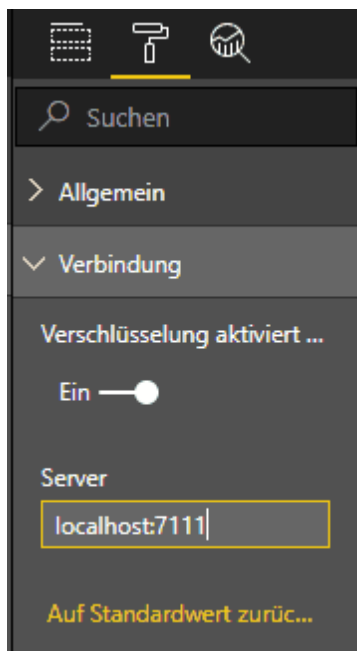 Suchen
Allgemein
Verbindung
Verschlüsselung aktiviert ...
Ein
Server
localhost:7111
Auf Standardwert zurüc...